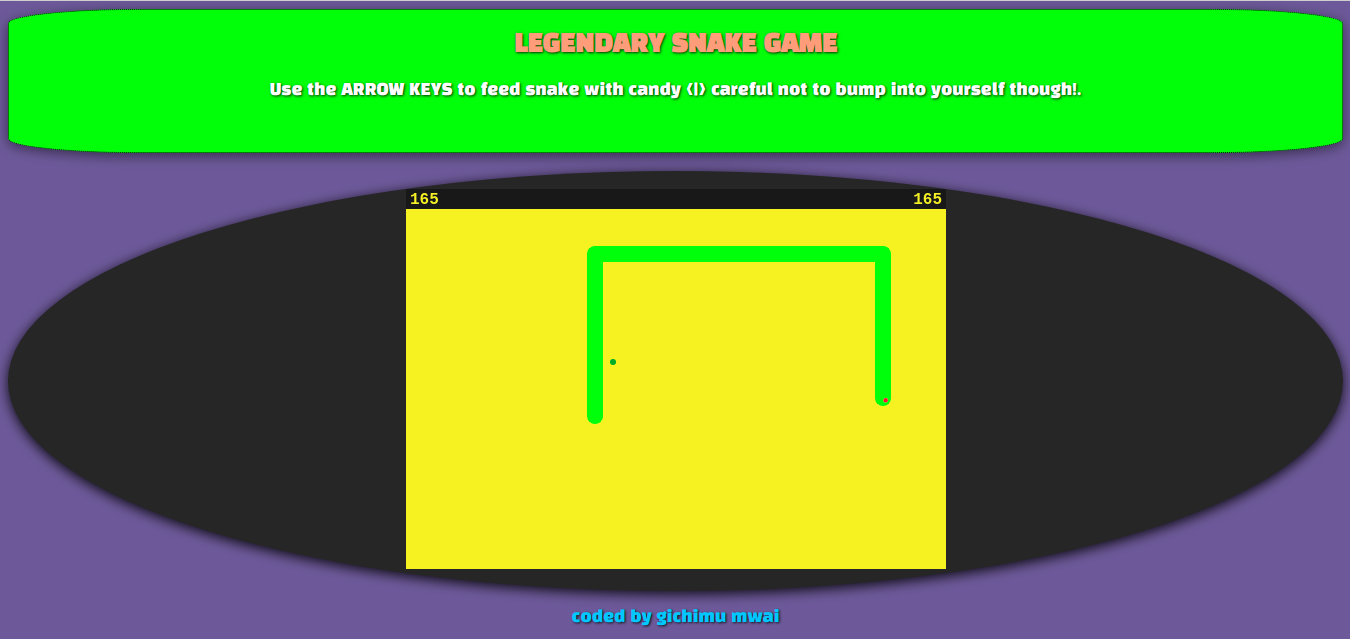 LEGENDARY SNAKE GAME
Use the ARROW KEYS to feed snake with candy (|) careful not to bump into yourself though!.
165 165
coded by gichimu mwai